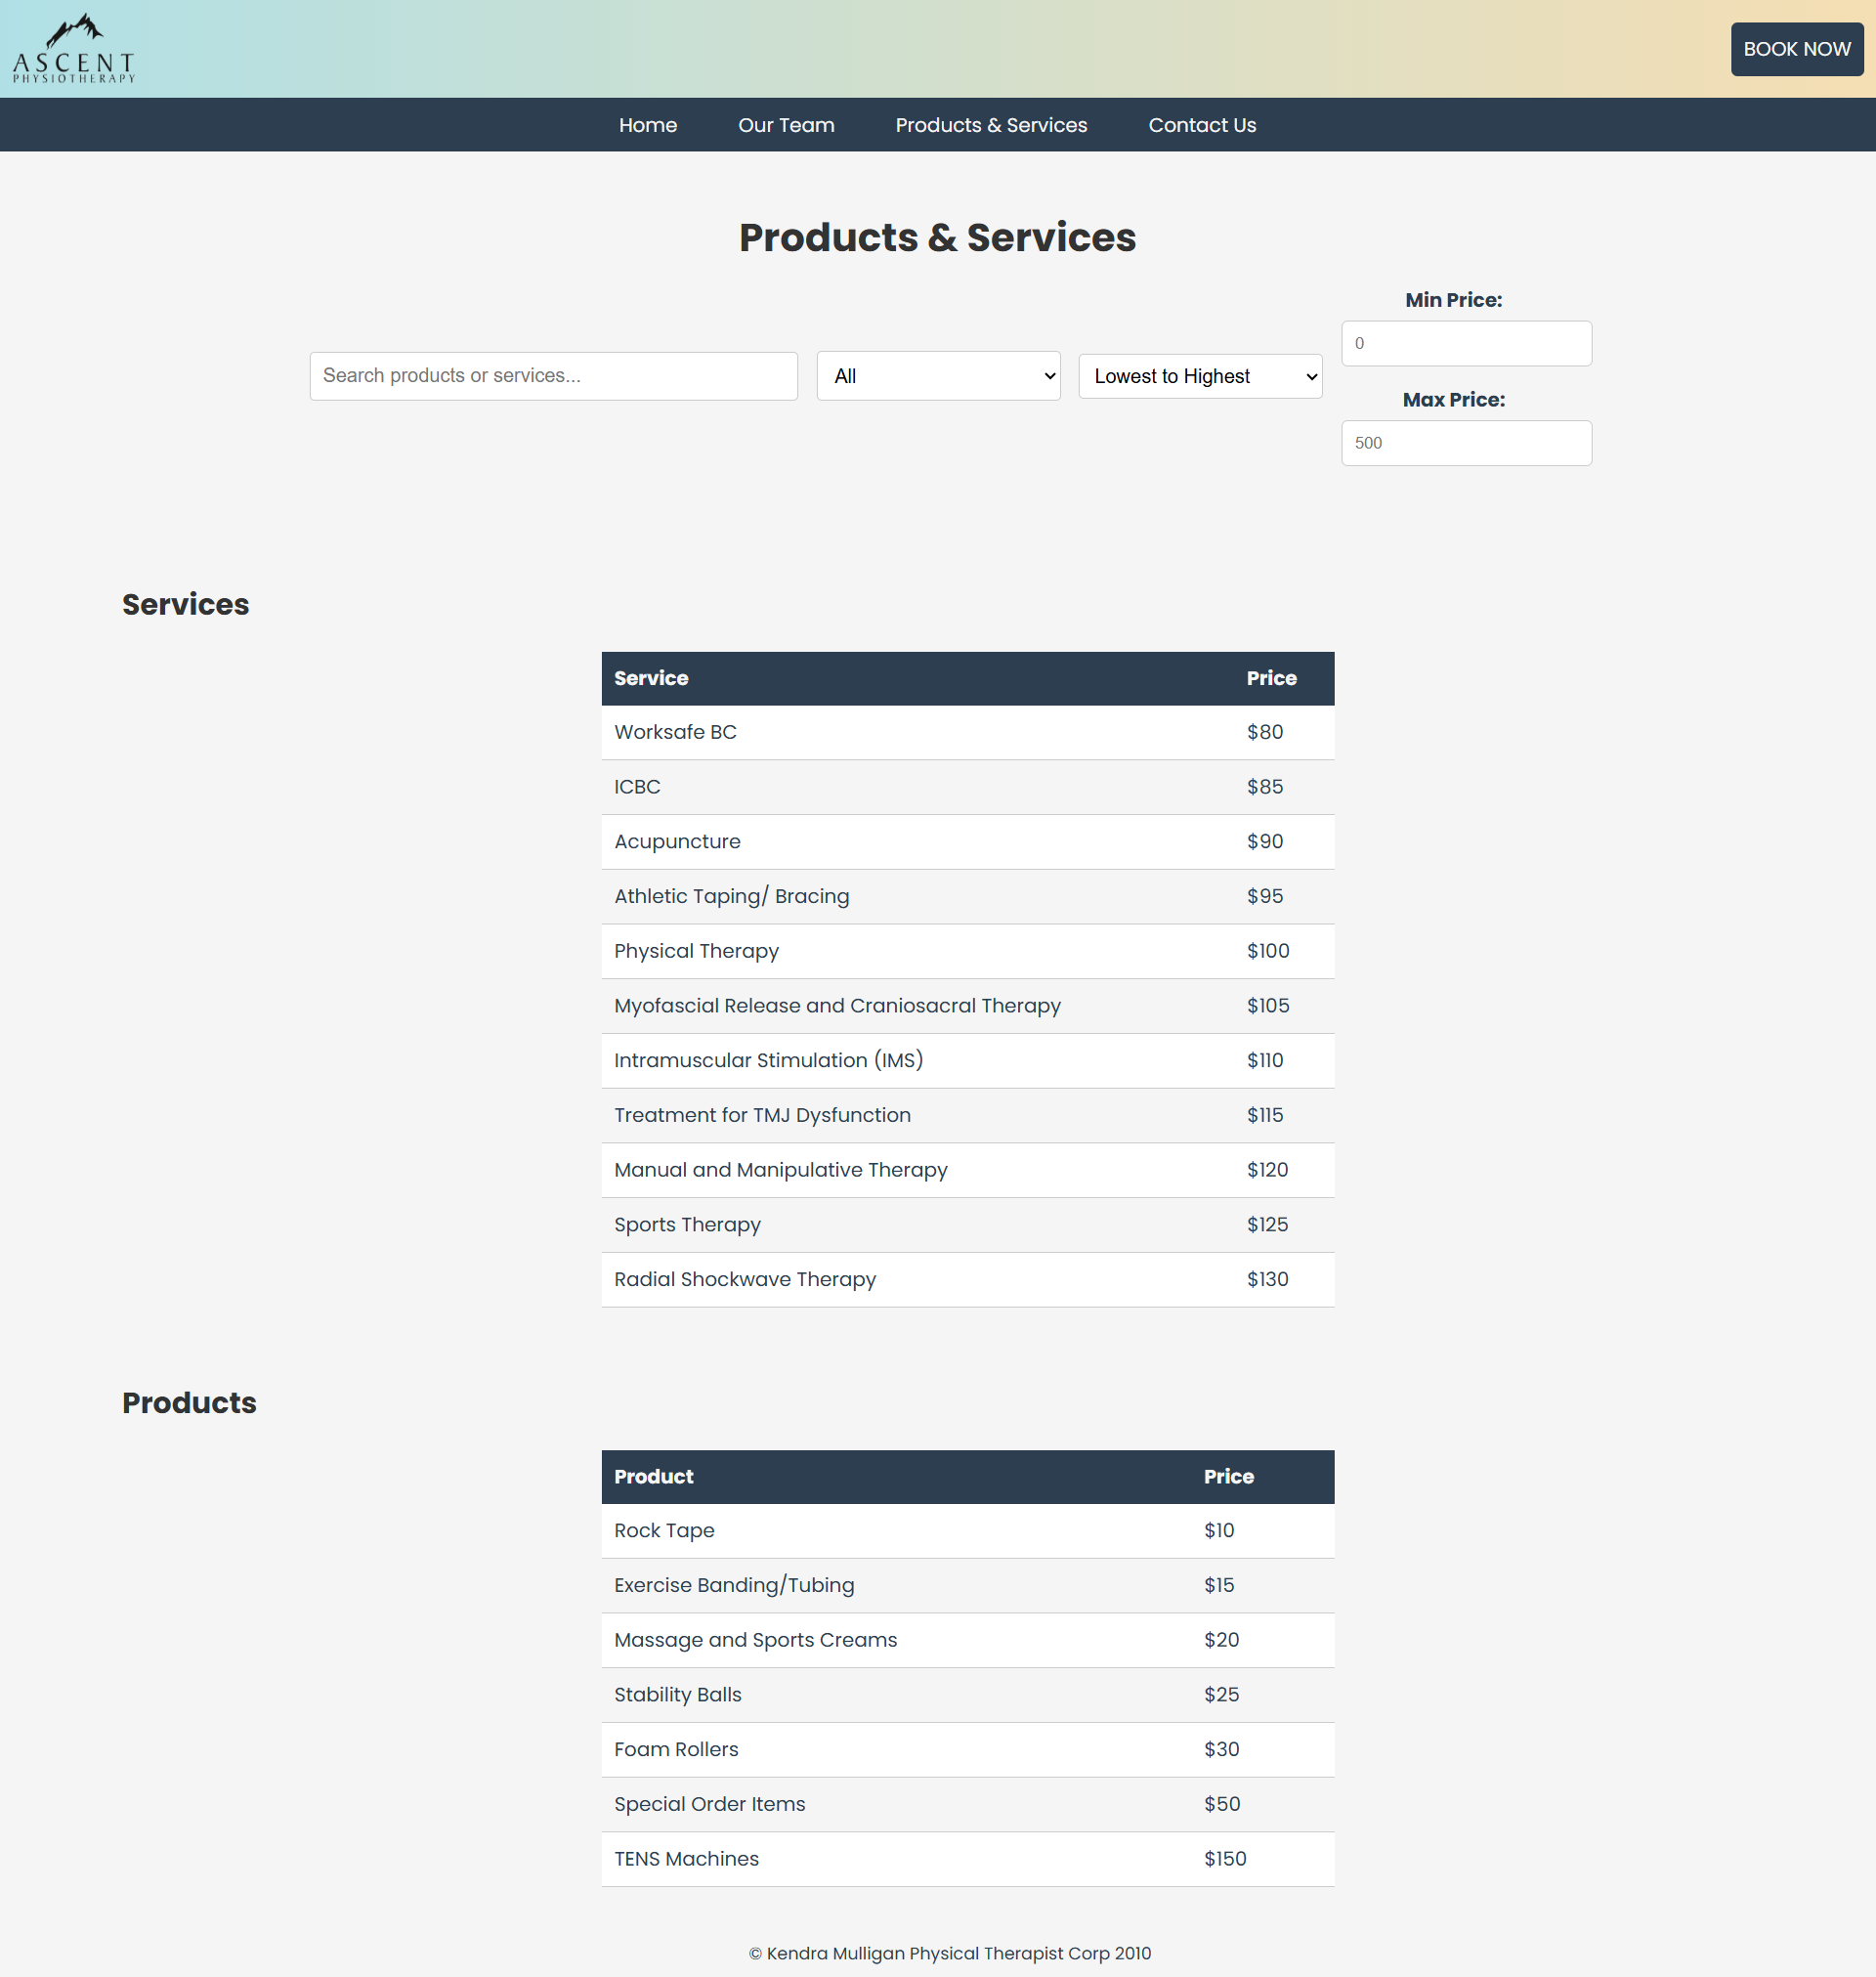 ASCENT
PHYSIOTHERAPY
BOOK NOW
Home Our Team Products & Services Contact Us
Products & Services
Min Price:
0
Search products or services... All Lowest to Highest
Max Price:
500
Services
Service Price
Worksafe BC $80
ICBC $85
Acupuncture $90
Athletic Taping/ Bracing $95
Physical Therapy $100
Myofascial Release and Craniosacral Therapy $105
Intramuscular Stimulation (IMS) $110
Treatment for TMJ Dysfunction $115
Manual and Manipulative Therapy $120
Sports Therapy $125
Radial Shockwave Therapy $130
Products
Product Price
Rock Tape $10
Exercise Banding/Tubing $15
Massage and Sports Creams $20
Stability Balls $25
Foam Rollers $30
Special Order Items $50
TENS Machines $150
© Kendra Mulligan Physical Therapist Corp 2010